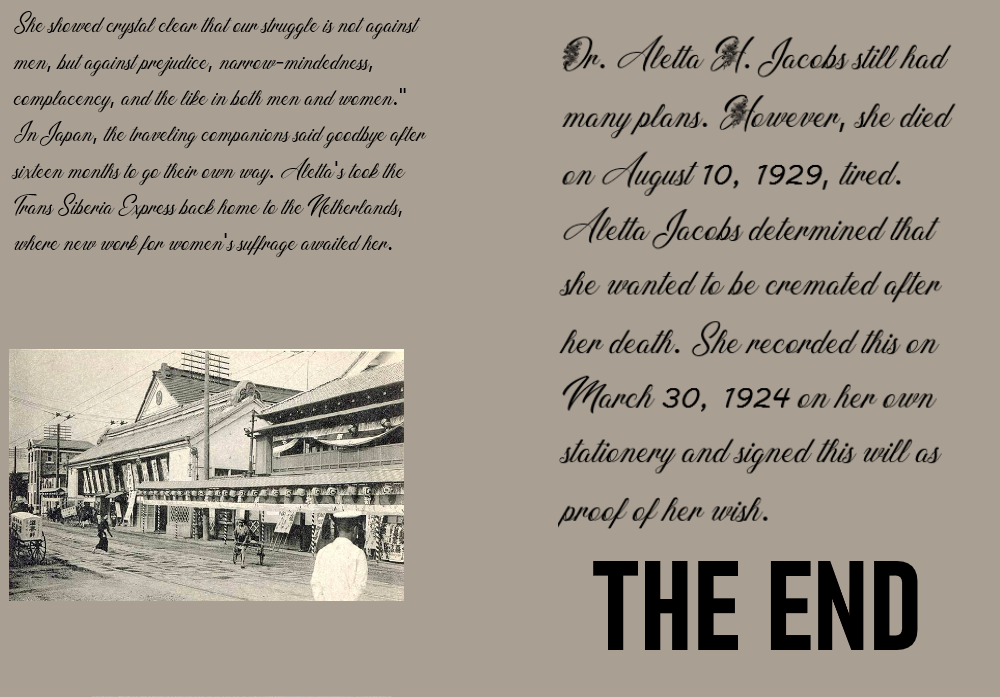 She showed crystal clear that our struggle is not against
men, but against prejudice, narrow-mindedness,
complacency, and the like in both men and women."
In Japan, the traveling companions said goodbye after
sixteen months to go their own way. Aletta's took the
Trans Siberia Express back home to the Netherlands,
where new work for women's suffrage awaited her.
Dr. Aletta H. Jacobs still had
many plans. However, she died
on August 10, 1929, tired.
Aletta Jacobs determined that
she wanted to be cremated after
her death. She recorded this on
March 30, 1924 on her own
stationery and signed this will as
proof of her wish.
THE END